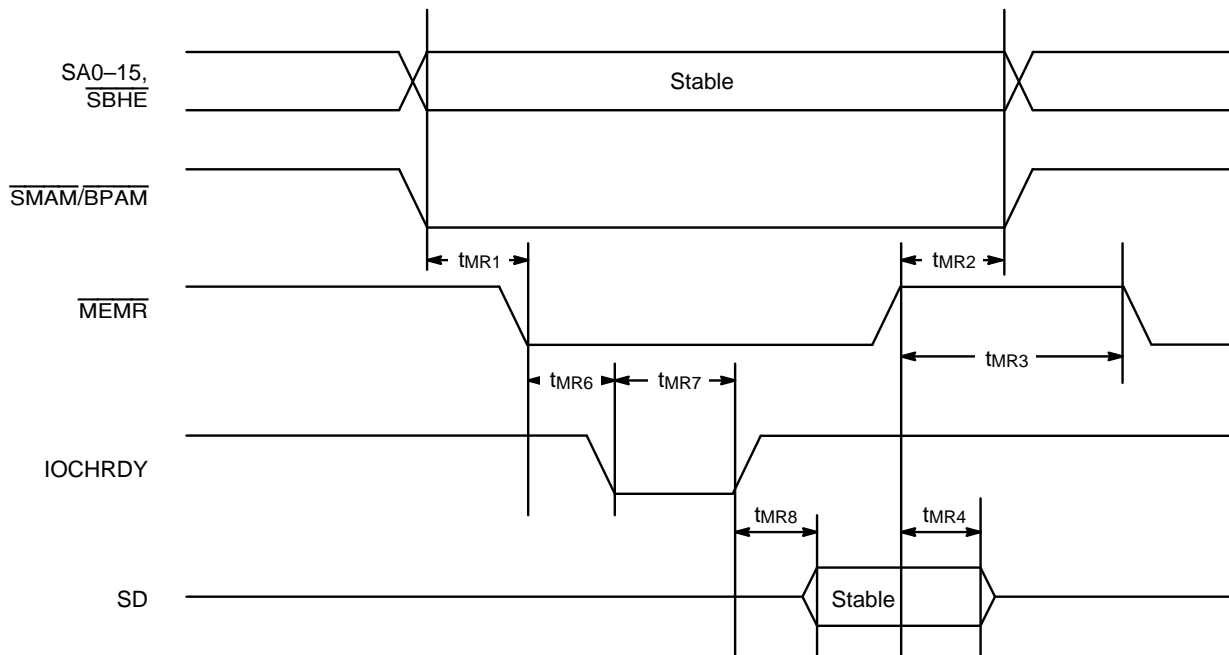 SA0–15,
SBHE
Stable
SMAM/BPAM
tMR1
tMR2
MEMR
tMR3
tMR6
tMR7
IOCHRDY
tMR8
tMR4
SD
Stable